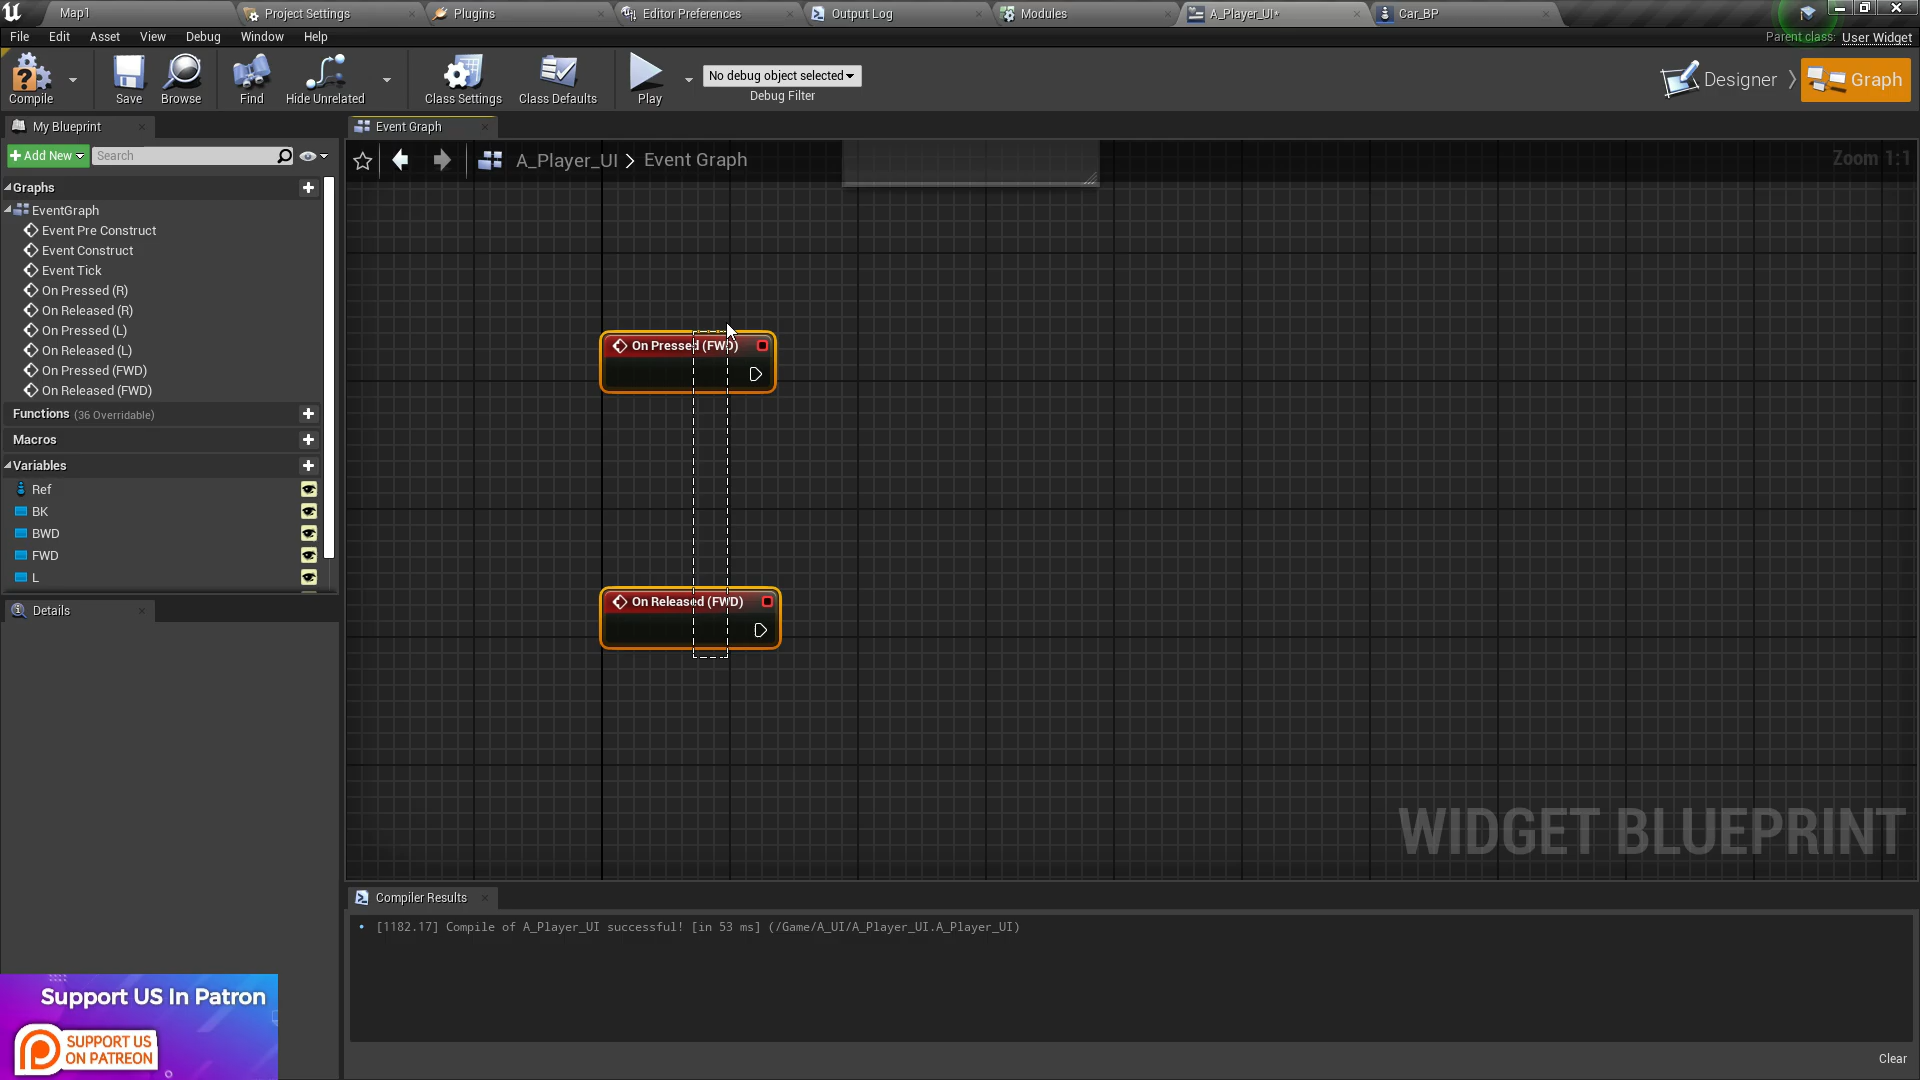 Map1
Project Settings
Plugins
Editor Preferences
Output Log
Modules
A_Player_UI*
Car_BP
File
Edit
Asset
View
Debug
Window
Help
Parent class: User Widget
Compile
Save
Browse
Find
Hide Unrelated
Class Settings
Class Defaults
Play
No debug object selected
Debug Filter
Designer
Graph
My Blueprint
Event Graph
Add New
Search
A_Player_UI > Event Graph
Zoom 1:1
Graphs
EventGraph
Event Pre Construct
Event Construct
Event Tick
On Pressed (R)
On Released (R)
On Pressed (L)
On Released (L)
On Pressed (FWD)
On Released (FWD)
Functions (36 Overridable)
Macros
Variables
Ref
BK
BWD
FWD
L
Details
On Pressed (FWD)
On Released (FWD)
WIDGET BLUEPRINT
Compiler Results
[1182.17] Compile of A_Player_UI successful! [in 53 ms] (/Game/A_UI/A_Player_UI.A_Player_UI)
Clear
Support US In Patron
SUPPORT US
ON PATREON